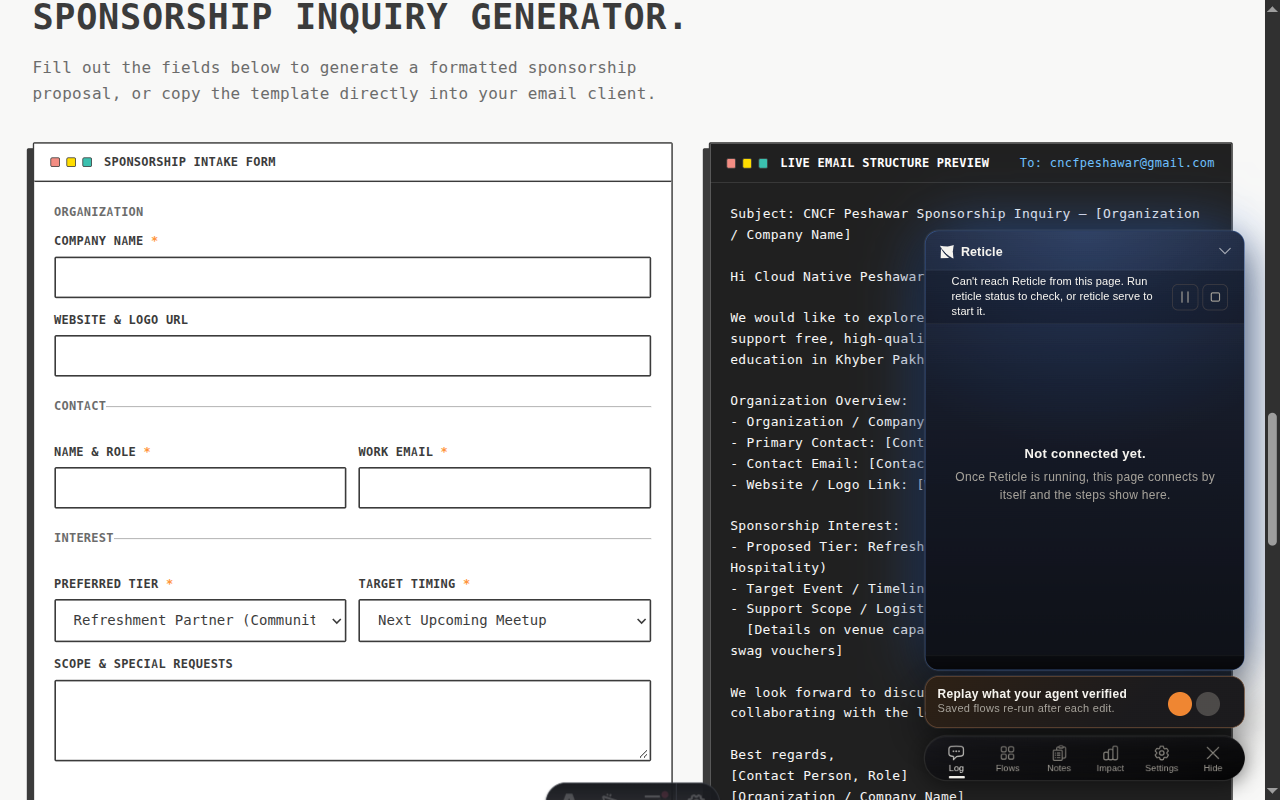 SPONSORSHIP INQUIRY GENERATOR.
Fill out the fields below to generate a formatted sponsorship
proposal, or copy the template directly into your email client.
SPONSORSHIP INTAKE FORM
ORGANIZATION
COMPANY NAME *
WEBSITE & LOGO URL
CONTACT
NAME & ROLE *
WORK EMAIL *
INTEREST
PREFERRED TIER *
TARGET TIMING *
Refreshment Partner (Communit
Next Upcoming Meetup
SCOPE & SPECIAL REQUESTS
LIVE EMAIL STRUCTURE PREVIEW
To: cncfpeshawar@gmail.com
Subject: CNCF Peshawar Sponsorship Inquiry – [Organization
/ Company Name]
Hi Cloud Native Peshawar
We would like to explore
support free, high-quali
education in Khyber Pakh
Organization Overview:
- Organization / Company
- Primary Contact: [Cont
- Contact Email: [Contac
- Website / Logo Link: [
Sponsorship Interest:
- Proposed Tier: Refresh
Hospitality)
- Target Event / Timelin
- Support Scope / Logist
[Details on venue capa
swag vouchers]
We look forward to discu
collaborating with the l
Best regards,
[Contact Person, Role]
[Organization / Company Name]
Reticle
Can't reach Reticle from this page. Run
reticle status to check, or reticle serve to
start it.
Not connected yet.
Once Reticle is running, this page connects by
itself and the steps show here.
Replay what your agent verified
Saved flows re-run after each edit.
Log
Flows
Notes
Impact
Settings
Hide